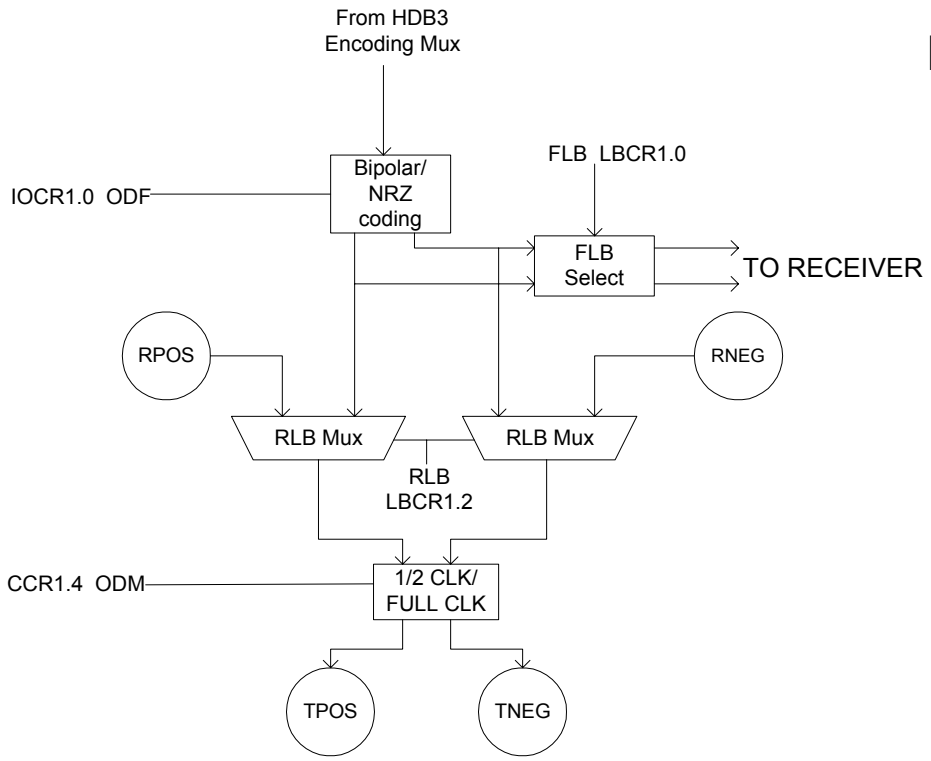 From HDB3
Encoding Mux
Bipolar/
NRZ
coding
FLB LBCR1.0
IOCR1.0 ODF
FLB
Select
TO RECEIVER
RPOS
RNEG
RLB Mux
RLB Mux
RLB
LBCR1.2
CCR1.4 ODM
1/2 CLK/
FULL CLK
TPOS
TNEG